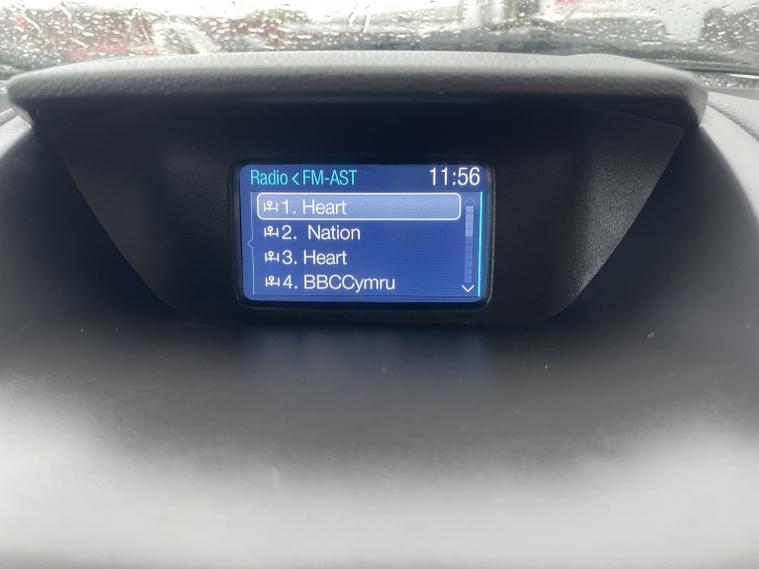 Radio < FM-AST 11:56
1. Heart
2. Nation
3. Heart
4. BBCCymru